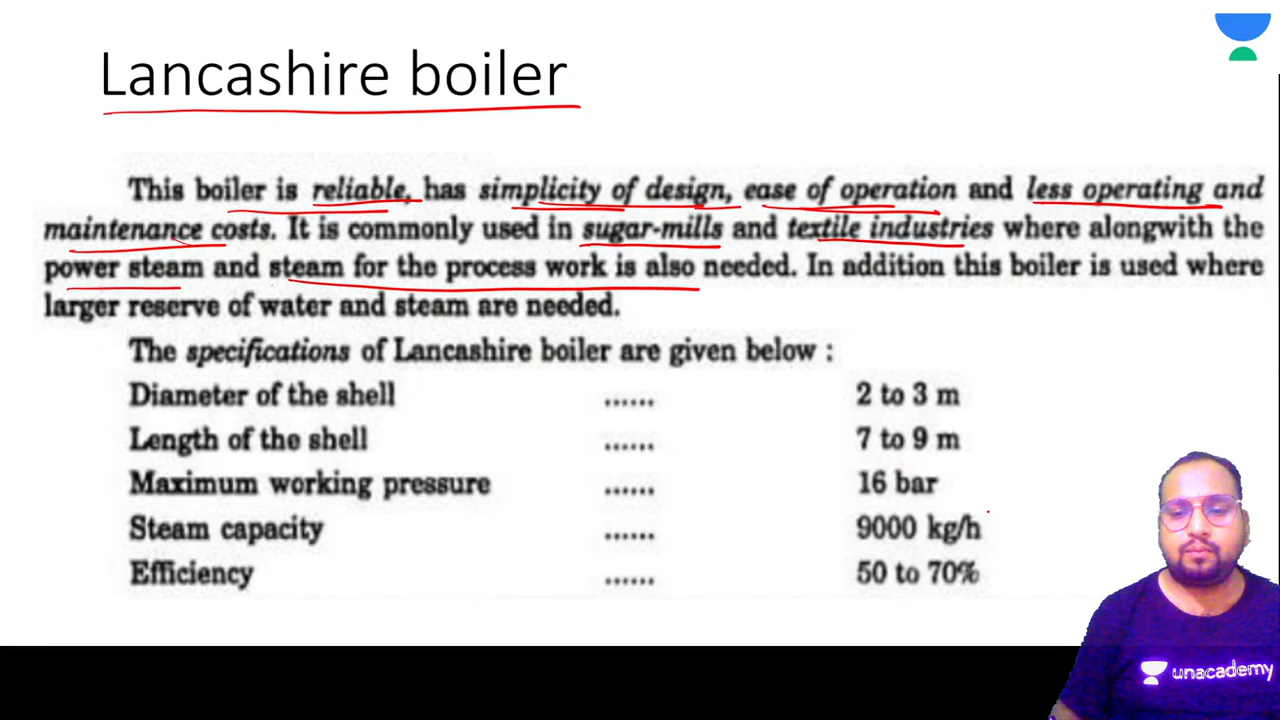 Lancashire boiler
This boiler is reliable, has simplicity of design, ease of operation and less operating and
maintenance costs. It is commonly used in sugar-mills and textile industries where alongwith the
power steam and steam for the process work is also needed. In addition this boiler is used where
larger reserve of water and steam are needed.
The specifications of Lancashire boiler are given below :
Diameter of the shell ...... 2 to 3 m
Length of the shell ...... 7 to 9 m
Maximum working pressure ...... 16 bar
Steam capacity ...... 9000 kg/h
Efficiency ...... 50 to 70%
unacademy